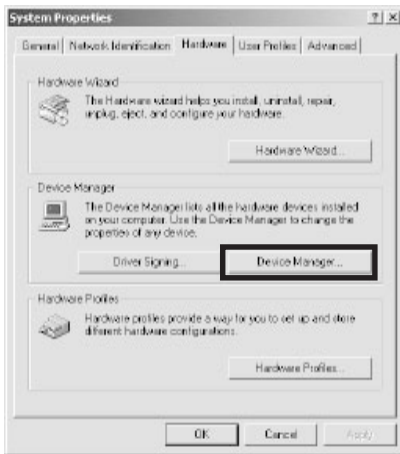 System Properties ? X
General Network Identification Hardware User Profiles Advanced
Hardware Wizard
The Hardware wizard helps you install, uninstall, repair,
unplug, eject, and configure your hardware.
Hardware Wizard...
Device Manager
The Device Manager lists all the hardware devices installed
on your computer. Use the Device Manager to change the
properties of any device.
Driver Signing... Device Manager...
Hardware Profiles
Hardware profiles provide a way for you to set up and store
different hardware configurations.
Hardware Profiles...
OK Cancel Apply